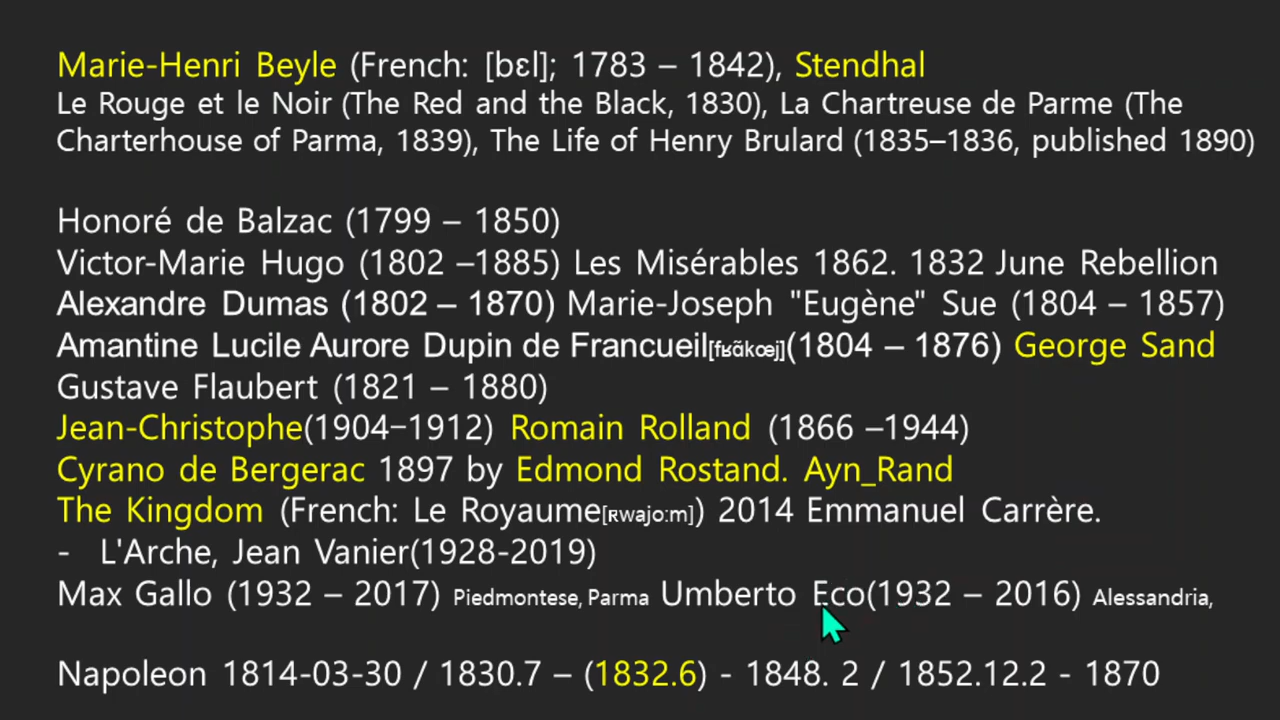 Marie-Henri Beyle (French: [bɛl]; 1783 – 1842), Stendhal
Le Rouge et le Noir (The Red and the Black, 1830), La Chartreuse de Parme (The
Charterhouse of Parma, 1839), The Life of Henry Brulard (1835–1836, published 1890)
Honoré de Balzac (1799 – 1850)
Victor-Marie Hugo (1802 –1885) Les Misérables 1862. 1832 June Rebellion
Alexandre Dumas (1802 – 1870) Marie-Joseph "Eugène" Sue (1804 – 1857)
Amantine Lucile Aurore Dupin de Francueil[fʁɑ̃kœj](1804 – 1876) George Sand
Gustave Flaubert (1821 – 1880)
Jean-Christophe(1904–1912) Romain Rolland (1866 –1944)
Cyrano de Bergerac 1897 by Edmond Rostand. Ayn_Rand
The Kingdom (French: Le Royaume[ʀwajo:m]) 2014 Emmanuel Carrère.
- L'Arche, Jean Vanier(1928-2019)
Max Gallo (1932 – 2017) Piedmontese, Parma Umberto Eco(1932 – 2016) Alessandria,
Napoleon 1814-03-30 / 1830.7 – (1832.6) - 1848. 2 / 1852.12.2 - 1870